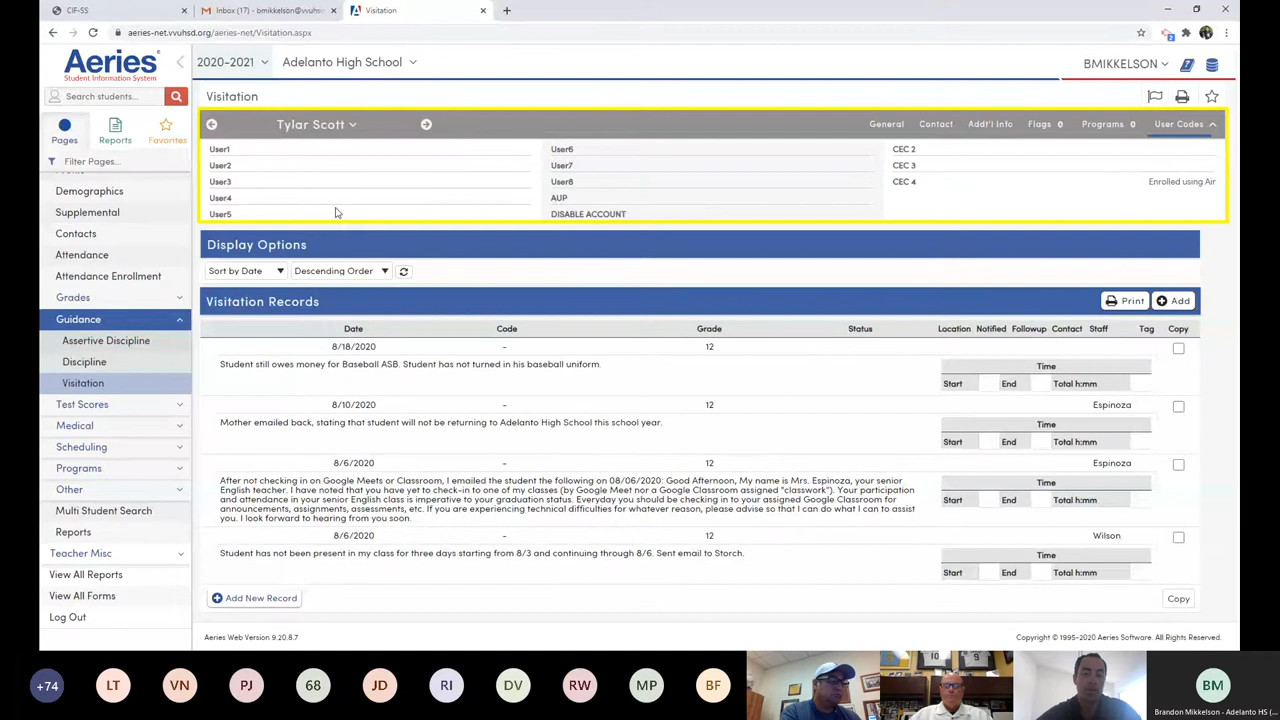 CIF-SS
Inbox (17) - bmikkelson@vvuhs
Visitation
aeries-net.vvuhsd.org/aeries-net/Visitation.aspx
Aeries
Student Information System
2020-2021
Adelanto High School
BMIKKELSON
Search students...
Visitation
Pages
Reports
Favorites
Tylar Scott
General
Contact
Addt'l Info
Flags 0
Programs 0
User Codes
Filter Pages...
User1
User2
User3
User4
User5
User6
User7
User8
AUP
DISABLE ACCOUNT
CEC 2
CEC 3
CEC 4
Enrolled using Air
Demographics
Supplemental
Contacts
Attendance
Attendance Enrollment
Grades
Guidance
Assertive Discipline
Discipline
Visitation
Test Scores
Medical
Scheduling
Programs
Other
Multi Student Search
Reports
Teacher Misc
View All Reports
View All Forms
Log Out
Display Options
Sort by Date
Descending Order
Visitation Records
Print
Add
Date Code Grade Status Location Notified Followup Contact Staff Tag Copy
8/18/2020 - 12
Student still owes money for Baseball ASB. Student has not turned in his baseball uniform.
Time
Start End Total h:mm
8/10/2020 - 12 Espinoza
Mother emailed back, stating that student will not be returning to Adelanto High School this school year.
Time
Start End Total h:mm
8/6/2020 - 12 Espinoza
After not checking in on Google Meets or Classroom, I emailed the student the following on 08/06/2020: Good Afternoon, My name is Mrs. Espinoza, your senior
English teacher. I have noted that you have yet to check-in to one of my classes (by Google Meet nor a Google Classroom assigned "classwork"). Your participation
and attendance in your senior English class is imperative to your graduation status. Everyday you should be checking in to your assigned Google Classroom for
announcements, assignments, assessments, etc. If you are experiencing technical difficulties for whatever reason, please advise so that I can do what I can to assist
you. I look forward to hearing from you soon.
Time
Start End Total h:mm
8/6/2020 - 12 Wilson
Student has not been present in my class for three days starting from 8/3 and continuing through 8/6. Sent email to Storch.
Time
Start End Total h:mm
Add New Record
Copy
Aeries Web Version 9.20.8.7
Copyright © 1995-2020 Aeries Software. All Rights Reserved.
+74
LT
VN
PJ
68
JD
RI
DV
RW
MP
BF
BM
Brandon Mikkelson - Adelanto HS (